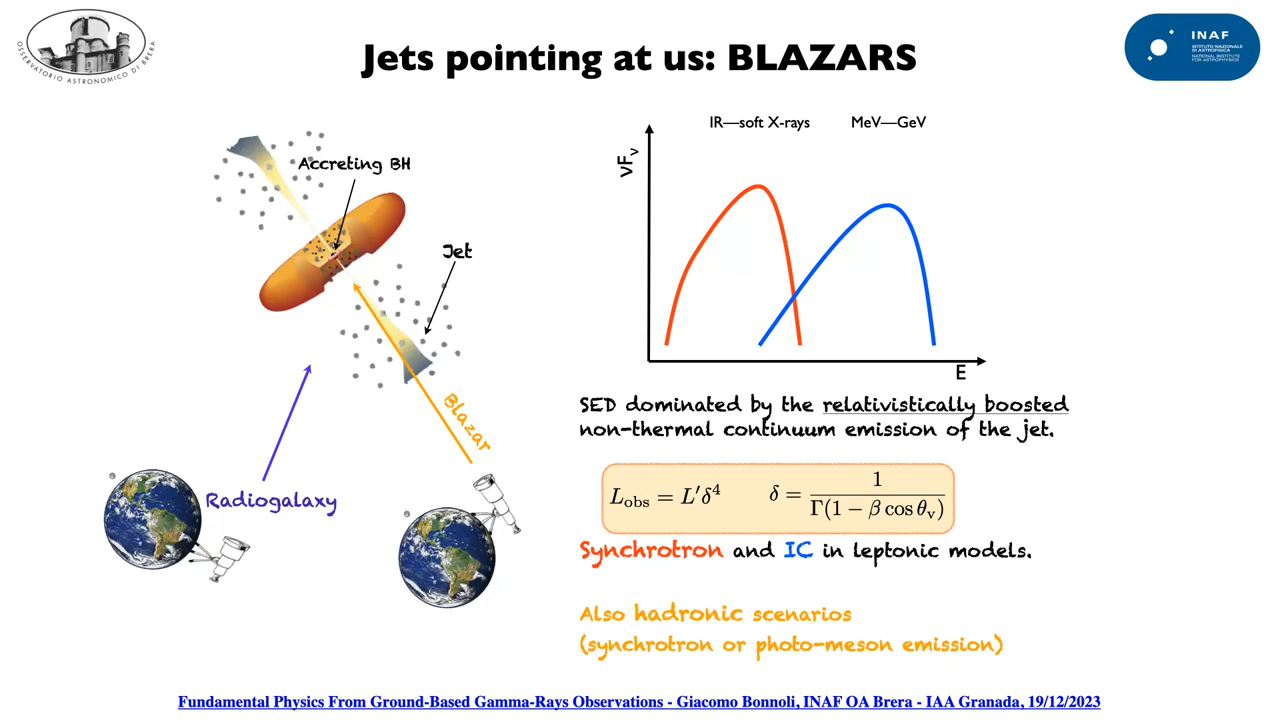 OSSERVATORIO ASTRONOMICO DI BRERA
Jets pointing at us: BLAZARS
INAF
ISTITUTO NAZIONALE
DI ASTROFISICA
NATIONAL INSTITUTE
FOR ASTROPHYSICS
Accreting BH
Jet
Blazar
Radiogalaxy
IR—soft X-rays
MeV—GeV
νFν
E
SED dominated by the relativistically boosted
non-thermal continuum emission of the jet.
L_obs = L′δ⁴ δ = 1 / Γ(1 − β cos θ_v)
Synchrotron and IC in leptonic models.
Also hadronic scenarios
(synchrotron or photo-meson emission)
Fundamental Physics From Ground-Based Gamma-Rays Observations - Giacomo Bonnoli, INAF OA Brera - IAA Granada, 19/12/2023